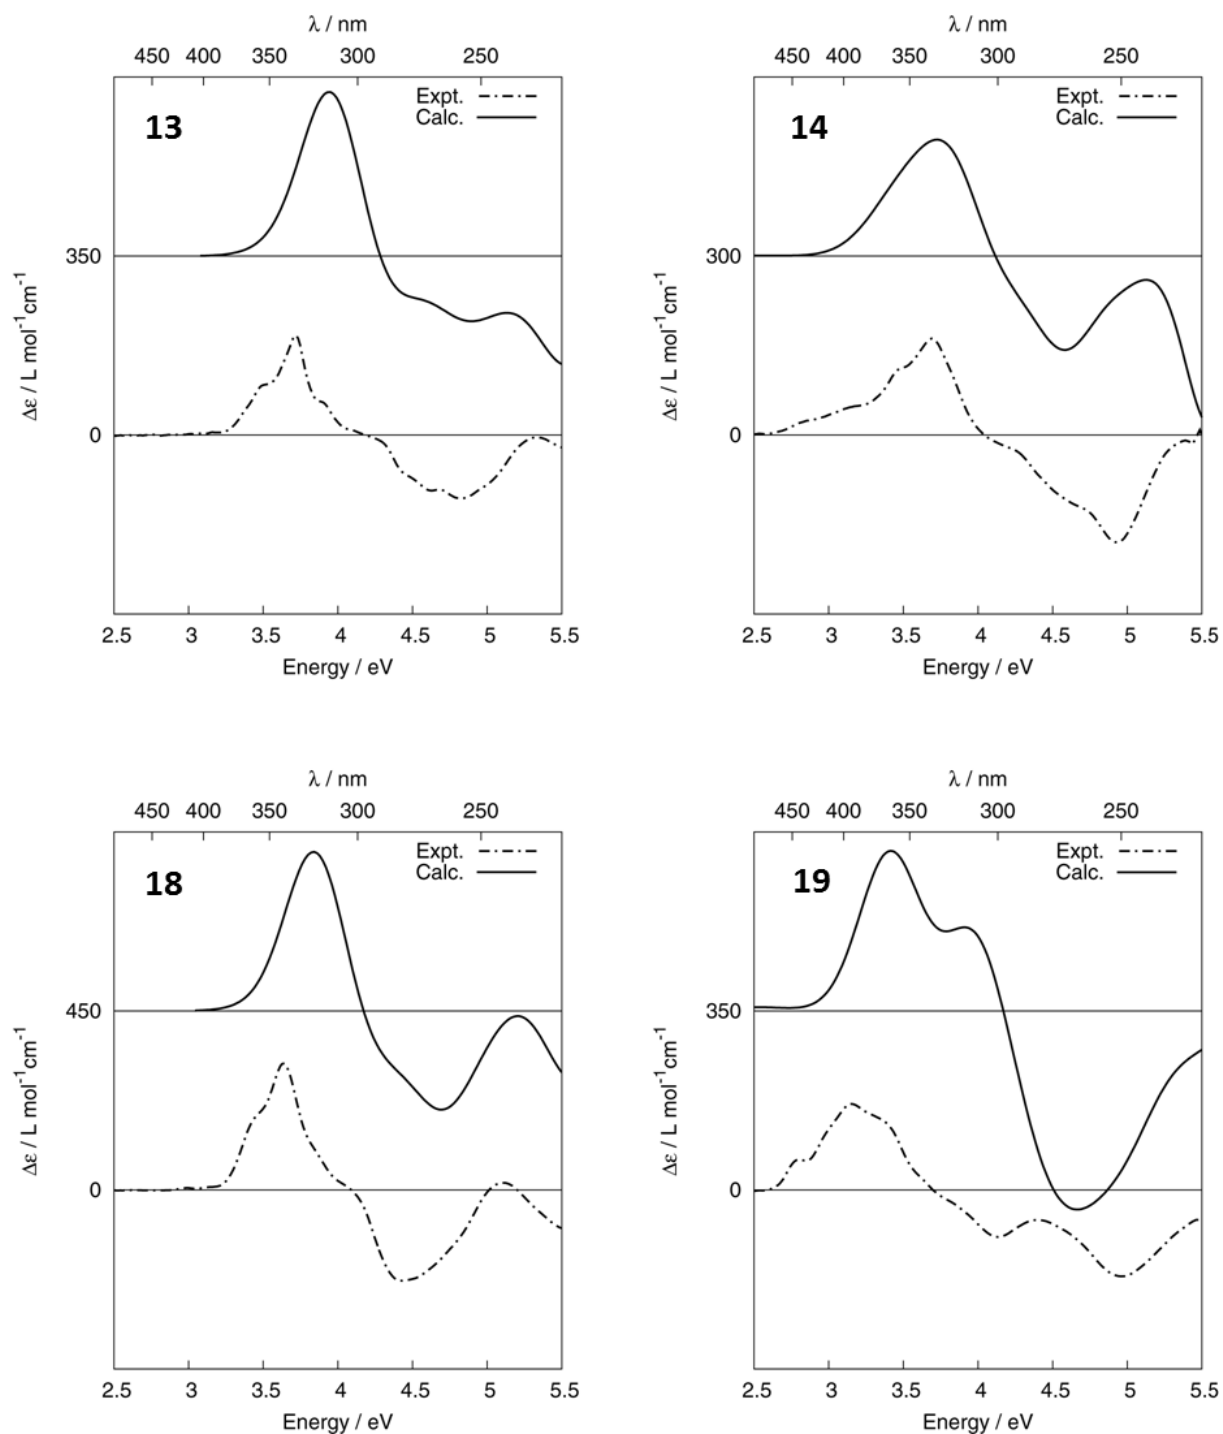 λ / nm
450 400 350 300 250
13
Expt.
Calc.
350
0
Δε / L mol⁻¹cm⁻¹
2.5 3 3.5 4 4.5 5 5.5
Energy / eV
λ / nm
450 400 350 300 250
14
Expt.
Calc.
300
0
Δε / L mol⁻¹cm⁻¹
2.5 3 3.5 4 4.5 5 5.5
Energy / eV
λ / nm
450 400 350 300 250
18
Expt.
Calc.
450
0
Δε / L mol⁻¹cm⁻¹
2.5 3 3.5 4 4.5 5 5.5
Energy / eV
λ / nm
450 400 350 300 250
19
Expt.
Calc.
350
0
Δε / L mol⁻¹cm⁻¹
2.5 3 3.5 4 4.5 5 5.5
Energy / eV